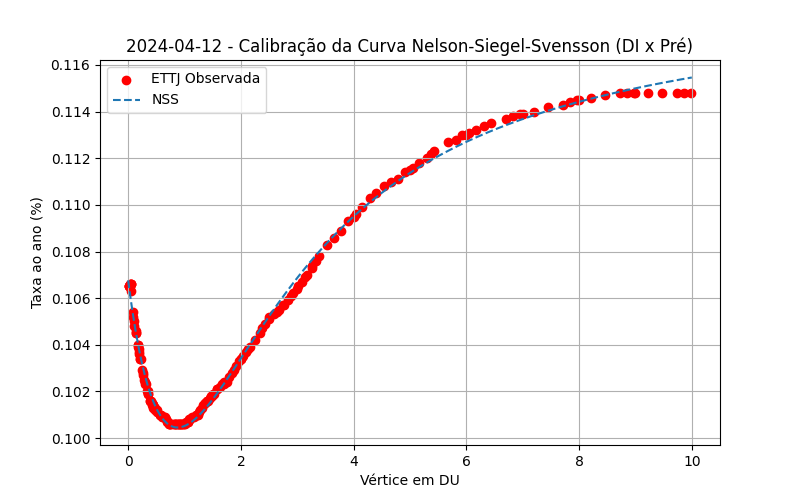 2024-04-12 - Calibração da Curva Nelson-Siegel-Svensson (DI x Pré)
ETTJ Observada
NSS
Taxa ao ano (%)
0.116
0.114
0.112
0.110
0.108
0.106
0.104
0.102
0.100
0 2 4 6 8 10
Vértice em DU